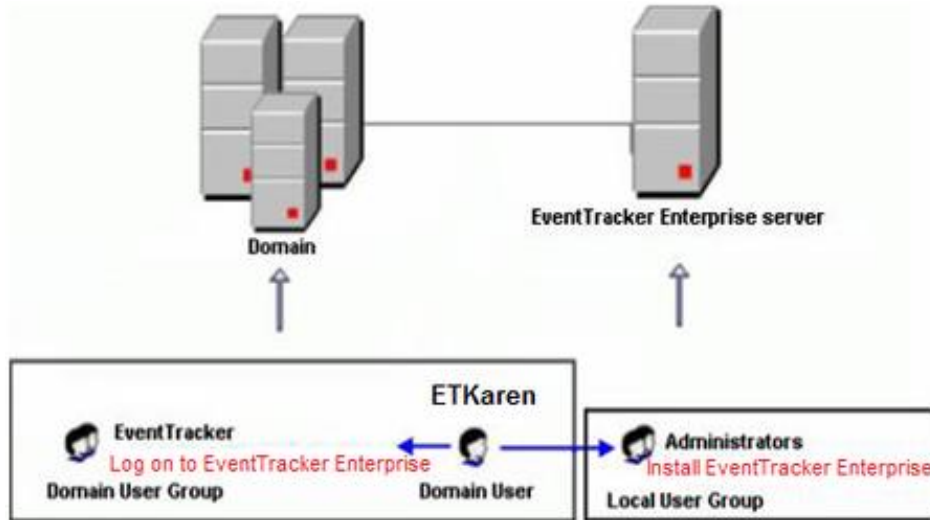 Domain
EventTracker Enterprise server
ETKaren
EventTracker
Log on to EventTracker Enterprise
Domain User Group
Domain User
Administrators
Install EventTracker Enterprise
Local User Group